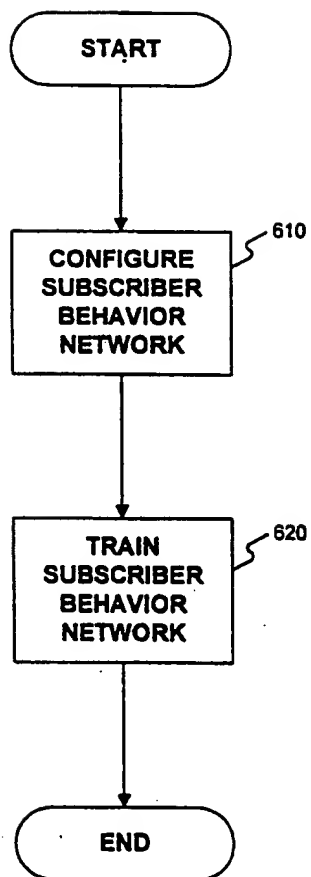 START
610
CONFIGURE
SUBSCRIBER
BEHAVIOR
NETWORK
620
TRAIN
SUBSCRIBER
BEHAVIOR
NETWORK
END